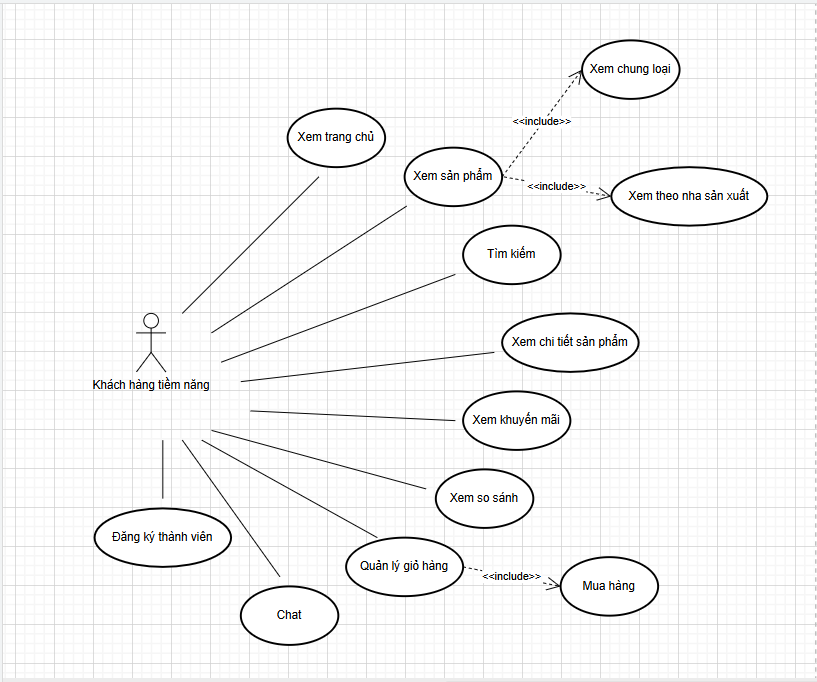 Xem chung loại
<<include>>
Xem trang chủ
Xem sản phẩm
<<include>>
Xem theo nha sản xuất
Tìm kiếm
Xem chi tiết sản phẩm
Khách hàng tiềm năng
Xem khuyến mãi
Xem so sánh
Đăng ký thành viên
Quản lý giỏ hàng
<<include>>
Mua hàng
Chat